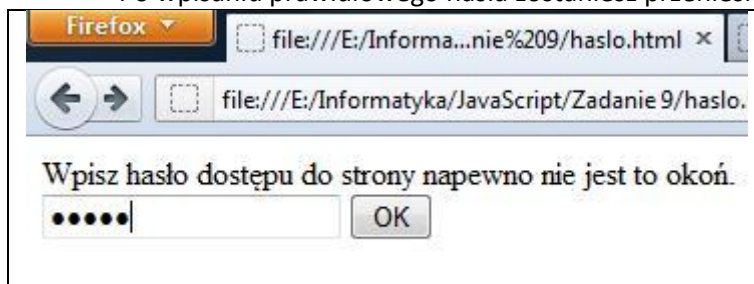 Po wpisaniu prawidłowego hasła zostaniesz
Firefox
file:///E:/Informa...nie%209/haslo.html ×
file:///E:/Informatyka/JavaScript/Zadanie 9/haslo.
Wpisz hasło dostępu do strony napewno nie jest to okoń.
●●●●● OK